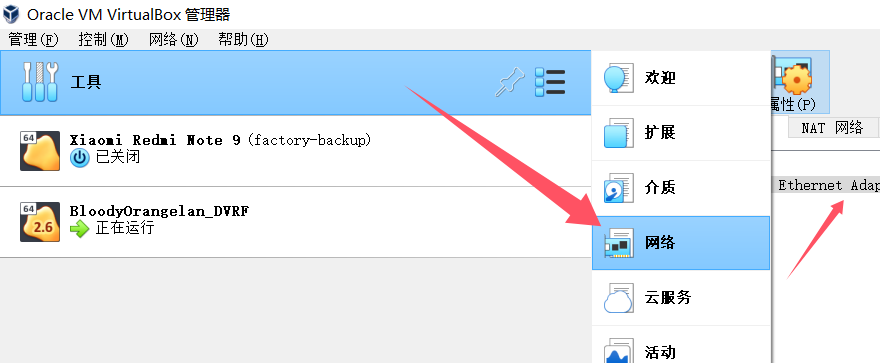 Oracle VM VirtualBox 管理器
管理(F) 控制(M) 网络(N) 帮助(H)
工具
欢迎
属性(P)
扩展
NAT 网络
64
Xiaomi Redmi Note 9 (factory-backup)
已关闭
介质
Ethernet Adap
64
2.6
BloodyOrangelan_DVRF
正在运行
网络
云服务
活动